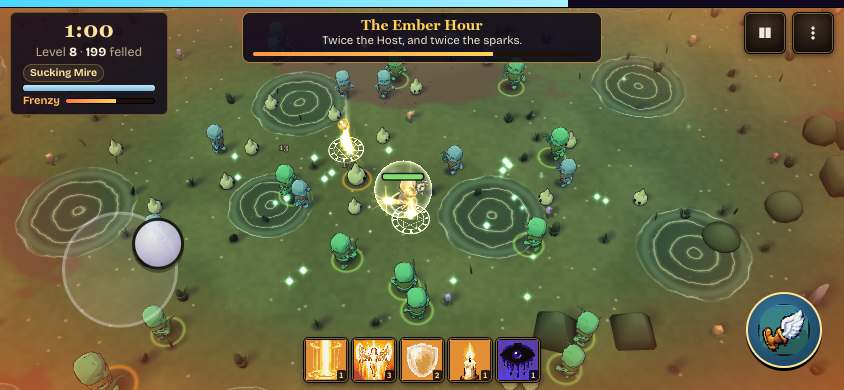 1:00
Level 8 · 199 felled
Sucking Mire
Frenzy
The Ember Hour
Twice the Host, and twice the sparks.
43
1
3
2
1
1